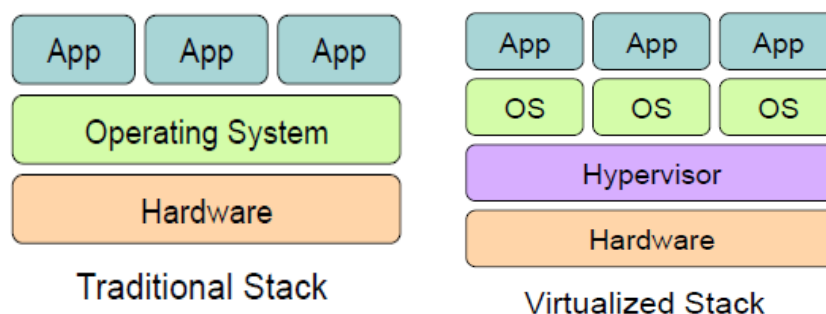 App App App
Operating System
Hardware
Traditional Stack
App App App
OS OS OS
Hypervisor
Hardware
Virtualized Stack